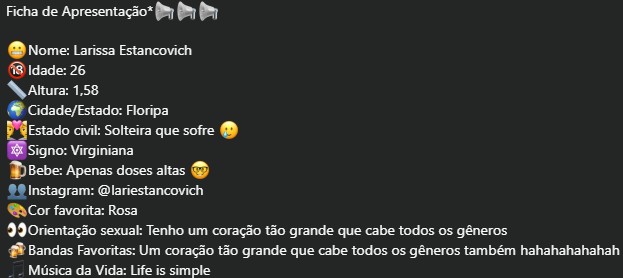 Ficha de Apresentação*📢📢📢
😬Nome: Larissa Estancovich
🔞Idade: 26
📏Altura: 1,58
🌍Cidade/Estado: Floripa
👩‍❤️‍👨Estado civil: Solteira que sofre 🥲
🔯Signo: Virginiana
🍺Bebe: Apenas doses altas 🤓
👥Instagram: @lariestancovich
🎨Cor favorita: Rosa
👀Orientação sexual: Tenho um coração tão grande que cabe todos os gêneros
🍻Bandas Favoritas: Um coração tão grande que cabe todos os gêneros também hahahahahahah
🎵Música da Vida: Life is simple